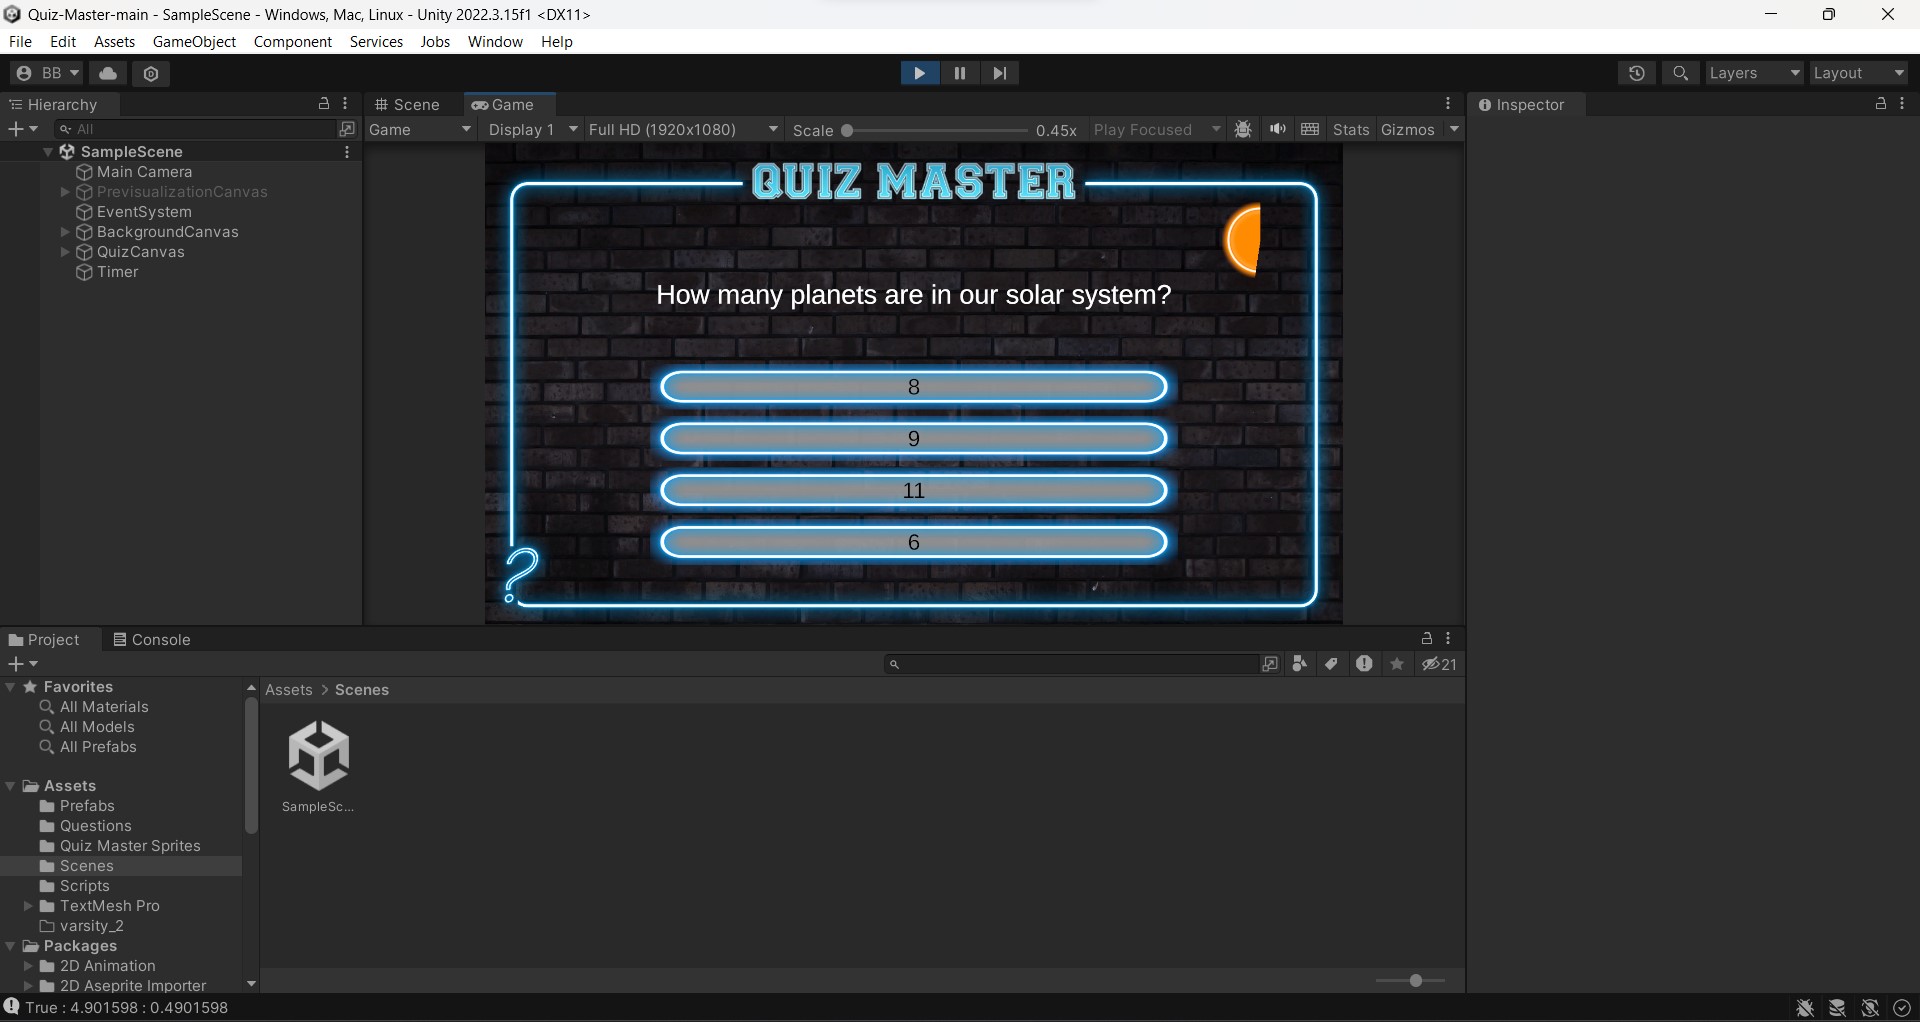 Quiz-Master-main - SampleScene - Windows, Mac, Linux - Unity 2022.3.15f1 <DX11>
File Edit Assets GameObject Component Services Jobs Window Help
BB Layers Layout
Hierarchy Scene Game Inspector
All Game Display 1 Full HD (1920x1080) Scale 0.45x Play Focused Stats Gizmos
SampleScene
Main Camera
PrevisualizationCanvas
EventSystem
BackgroundCanvas
QuizCanvas
Timer
QUIZ MASTER
How many planets are in our solar system?
8
9
11
6
?
Project Console
21
Favorites
All Materials
All Models
All Prefabs
Assets
Prefabs
Questions
Quiz Master Sprites
Scenes
Scripts
TextMesh Pro
varsity_2
Packages
2D Animation
2D Aseprite Importer
Assets > Scenes
SampleSc...
True : 4.901598 : 0.4901598